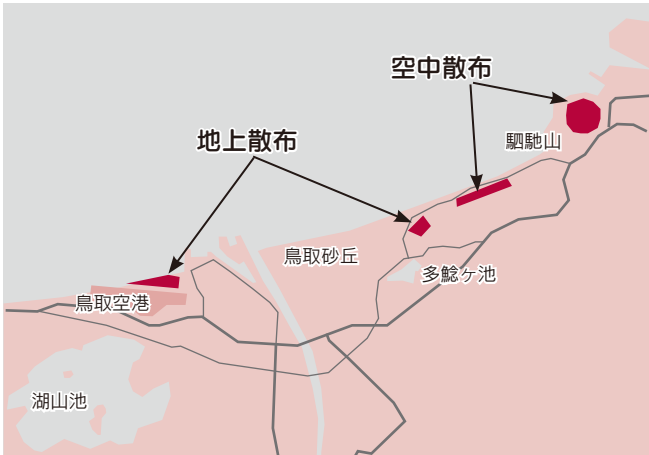 空中散布
地上散布
駟馳山
鳥取砂丘
多鯰ヶ池
鳥取空港
湖山池